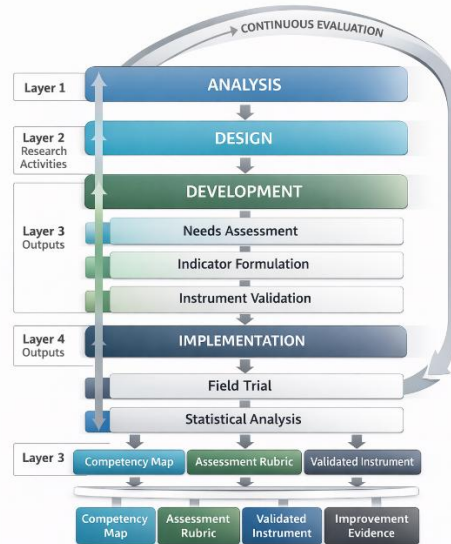 CONTINUOUS EVALUATION
Layer 1
ANALYSIS
Layer 2
Research
Activities
DESIGN
DEVELOPMENT
Layer 3
Outputs
Needs Assessment
Indicator Formulation
Instrument Validation
Layer 4
Outputs
IMPLEMENTATION
Field Trial
Statistical Analysis
Layer 3
Competency Map
Assessment Rubric
Validated Instrument
Competency
Map
Assessment
Rubric
Validated
Instrument
Improvement
Evidence